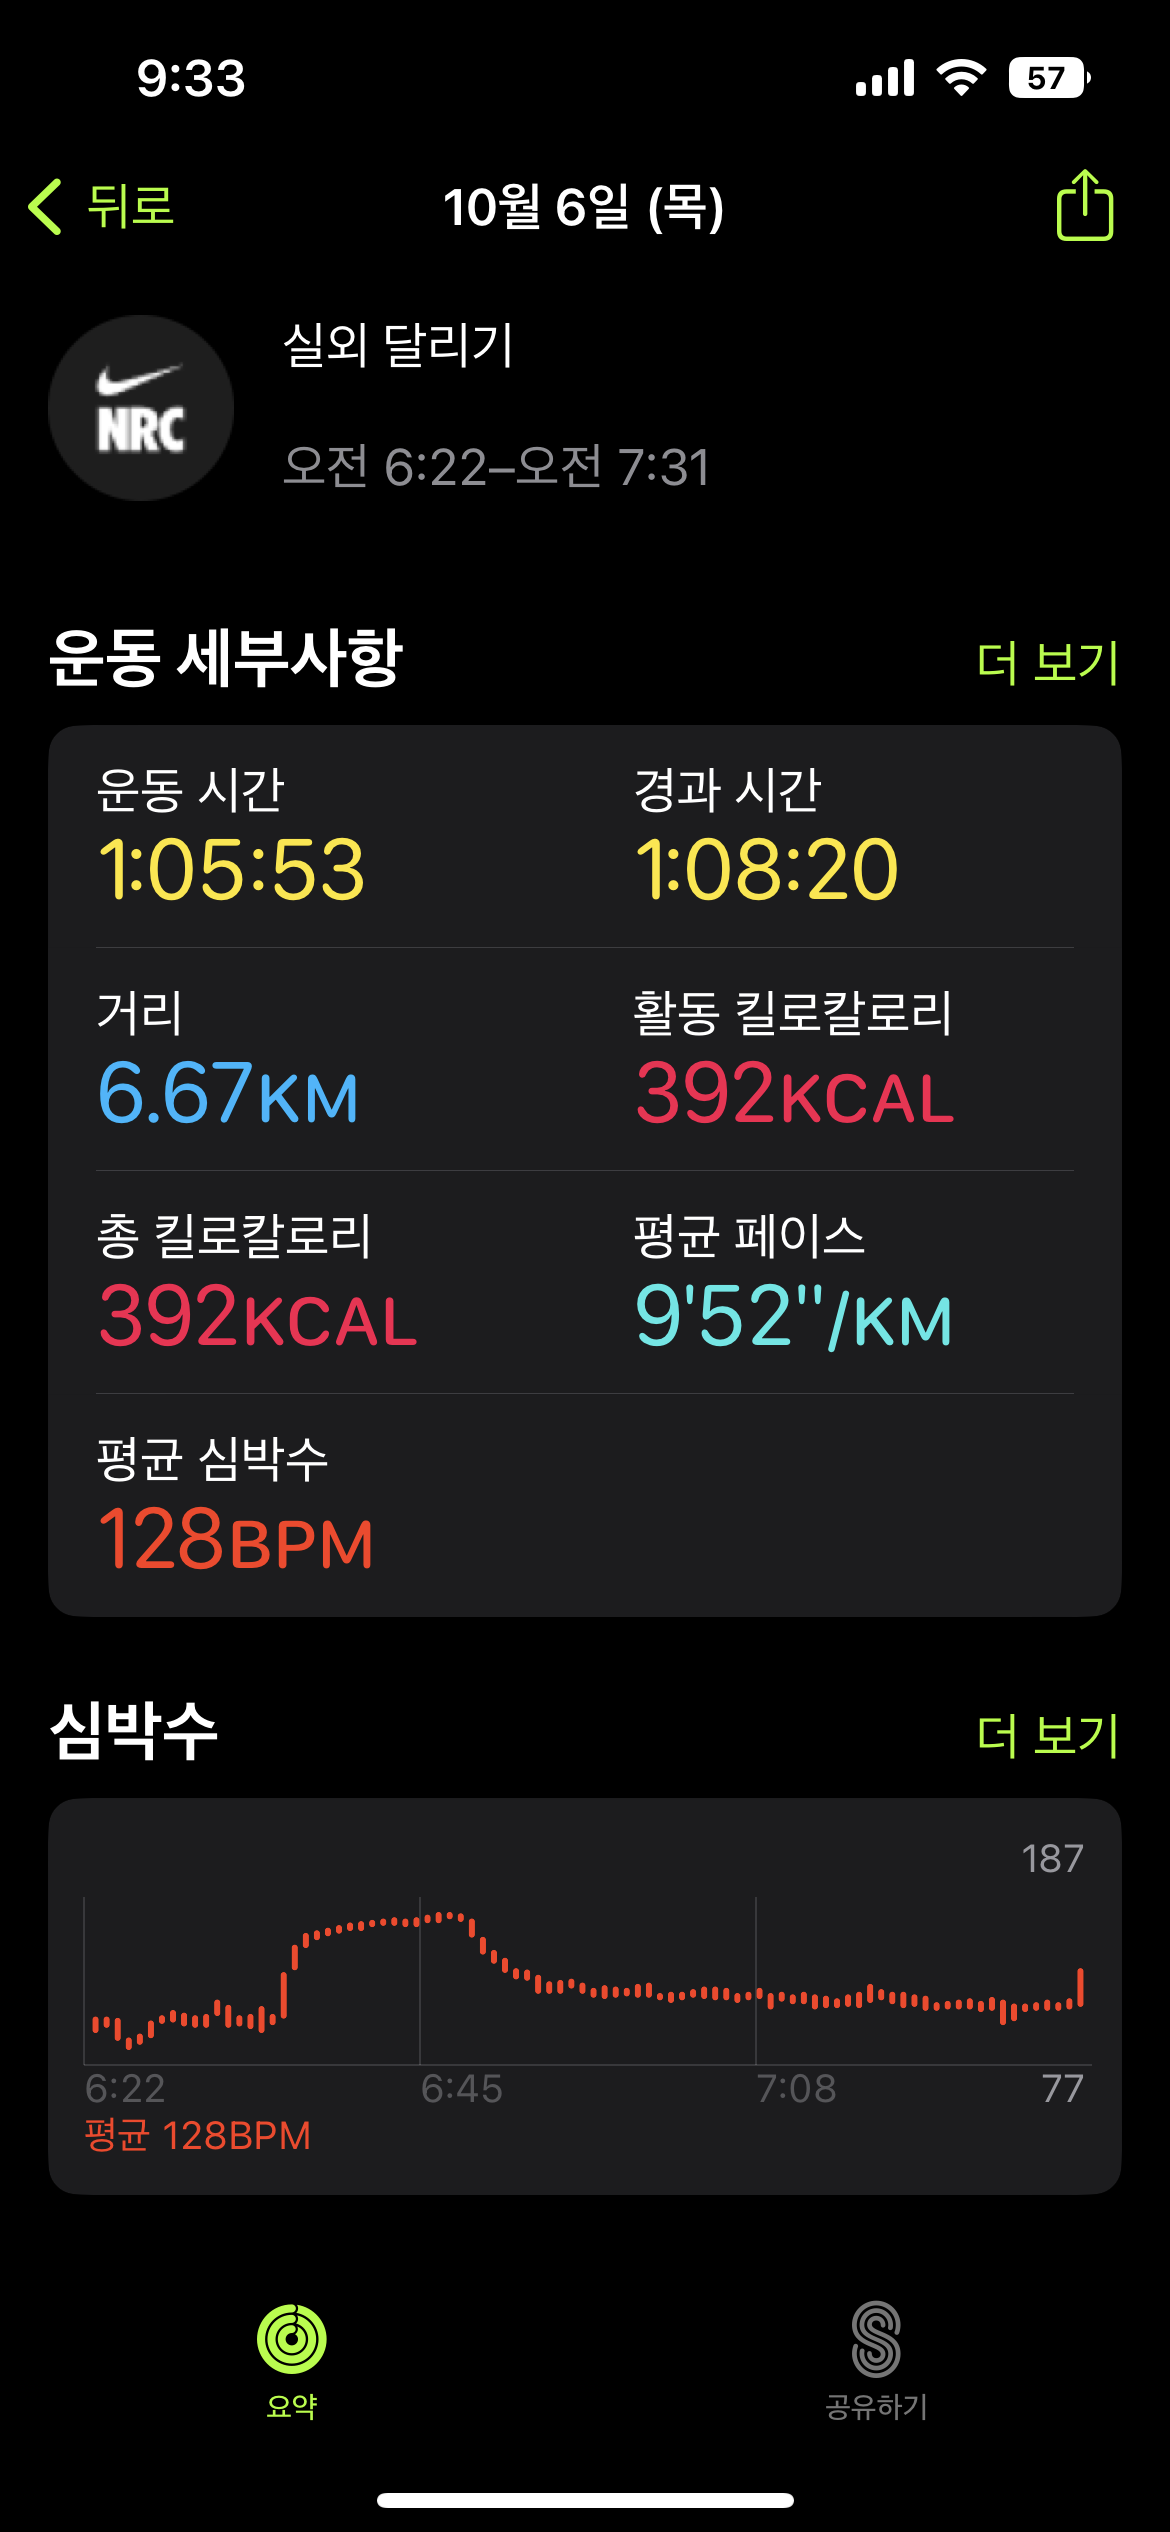 9:33
57
뒤로
10월 6일 (목)
NRC
실외 달리기
오전 6:22–오전 7:31
운동 세부사항
더 보기
운동 시간
경과 시간
1:05:53
1:08:20
거리
활동 킬로칼로리
6.67KM
392KCAL
총 킬로칼로리
평균 페이스
392KCAL
9'52"/KM
평균 심박수
128BPM
심박수
더 보기
187
6:22
6:45
7:08
77
평균 128BPM
요약
공유하기